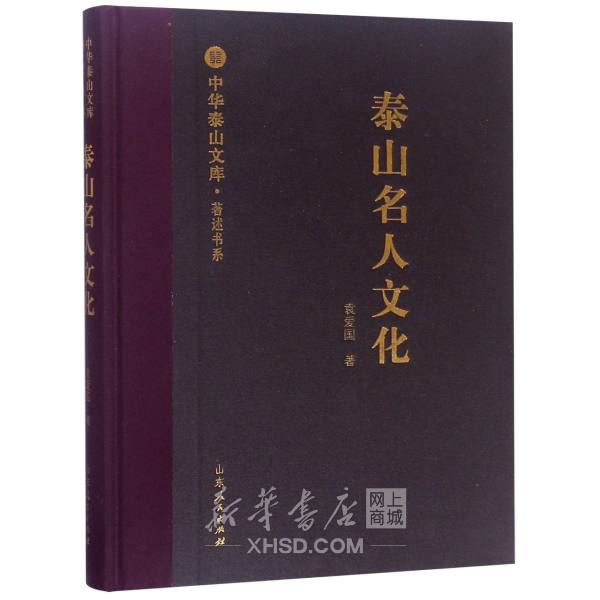 中华泰山文库
泰山名人文化
中华泰山文库·著述书系
泰山名人文化
袁爱国 著
山东人民出版社
新华书店
网上
商城
XHSD.COM